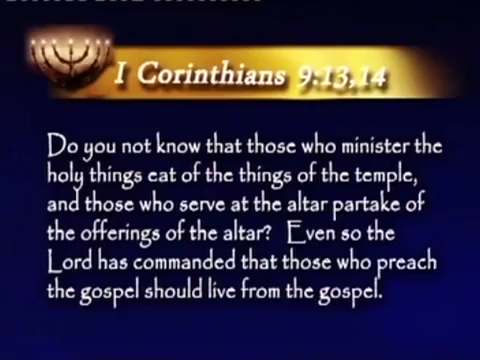 I Corinthians 9:13,14
Do you not know that those who minister the
holy things eat of the things of the temple,
and those who serve at the altar partake of
the offerings of the altar? Even so the
Lord has commanded that those who preach
the gospel should live from the gospel.